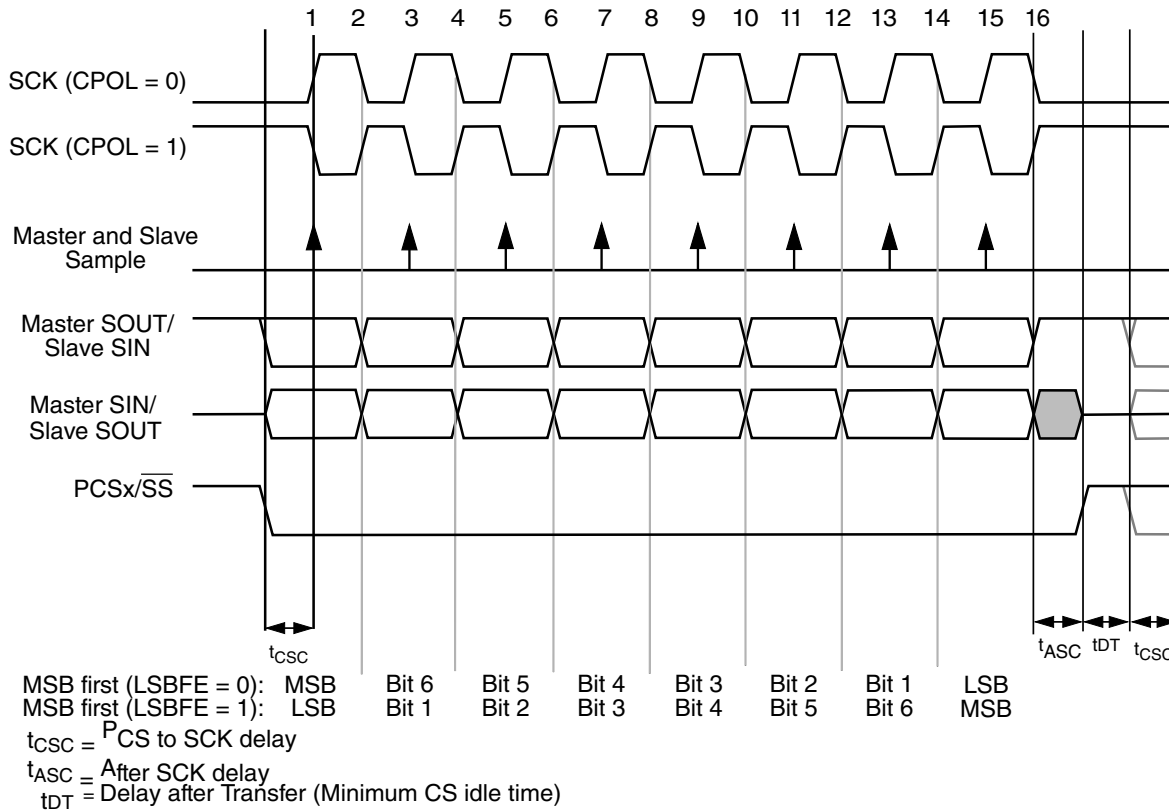 1 2 3 4 5 6 7 8 9 10 11 12 13 14 15 16
SCK (CPOL = 0)
SCK (CPOL = 1)
Master and Slave
Sample
Master SOUT/
Slave SIN
Master SIN/
Slave SOUT
PCSx/SS
tCSC tASC tDT tCSC
MSB first (LSBFE = 0): MSB Bit 6 Bit 5 Bit 4 Bit 3 Bit 2 Bit 1 LSB
MSB first (LSBFE = 1): LSB Bit 1 Bit 2 Bit 3 Bit 4 Bit 5 Bit 6 MSB
tCSC = PCS to SCK delay
tASC = After SCK delay
tDT = Delay after Transfer (Minimum CS idle time)